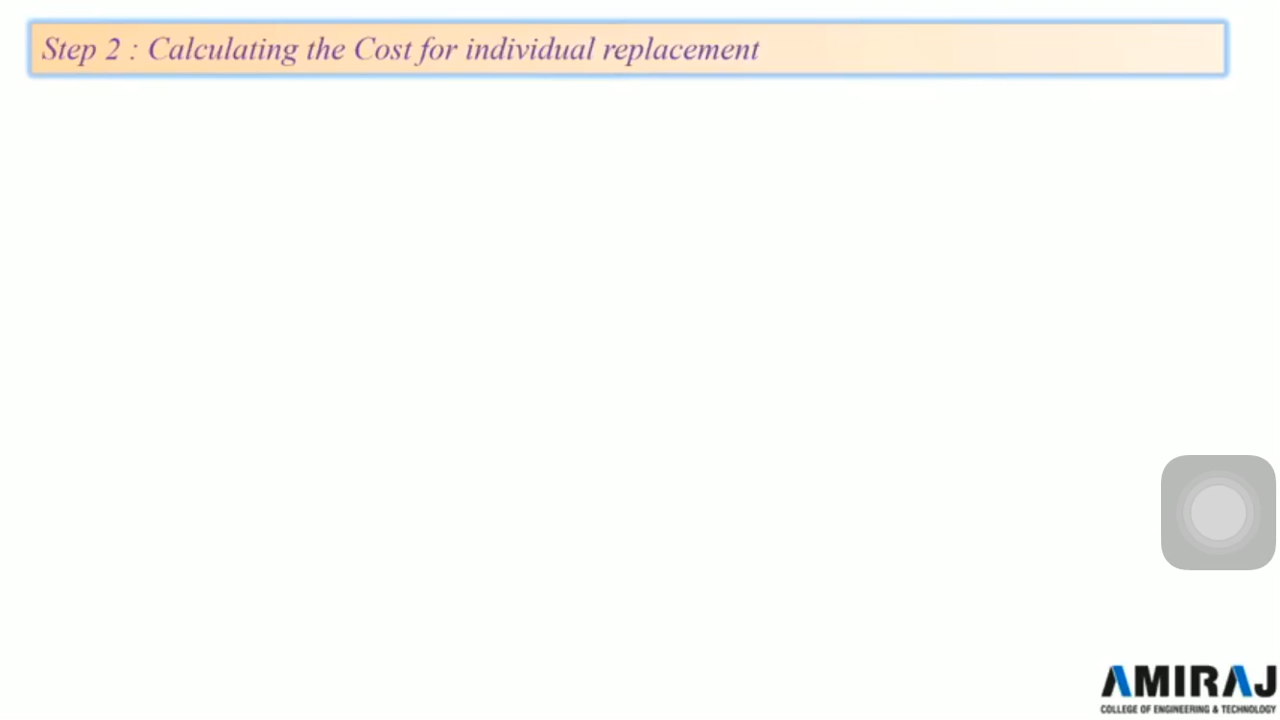 Step 2 : Calculating the Cost for individual replacement
AMIRAJ
COLLEGE OF ENGINEERING & TECHNOLOGY